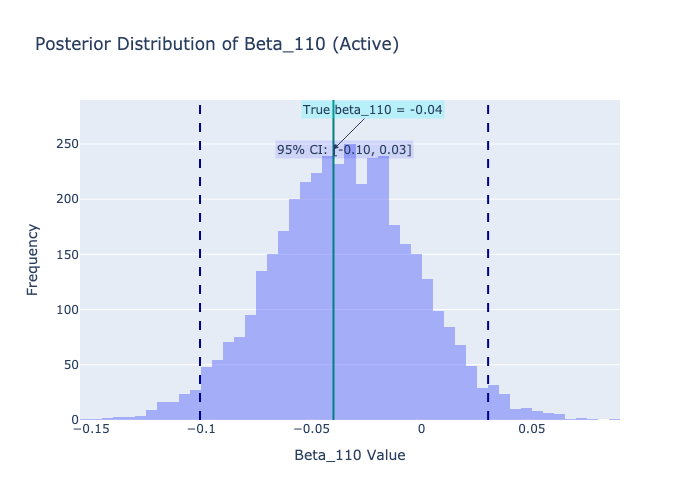 Posterior Distribution of Beta_110 (Active)
True beta_110 = -0.04
95% CI: [-0.10, 0.03]
250
200
150
100
50
0
Frequency
−0.15 −0.1 −0.05 0 0.05
Beta_110 Value